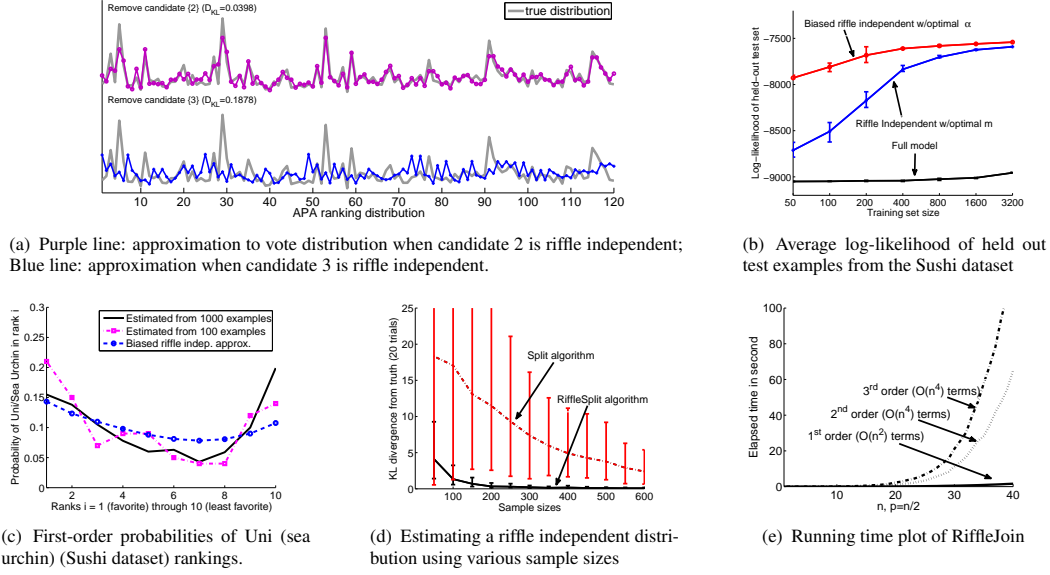 Remove candidate {2} (D_KL=0.0398)
true distribution
Remove candidate {3} (D_KL=0.1878)
10 20 30 40 50 60 70 80 90 100 110 120
APA ranking distribution
(a) Purple line: approximation to vote distribution when candidate 2 is riffle independent;
Blue line: approximation when candidate 3 is riffle independent.
Log−likelihood of held−out test set
−7500
−8000
−8500
−9000
Biased riffle independent w/optimal α
Riffle Independent w/optimal m
Full model
50 100 200 400 800 1600 3200
Training set size
(b) Average log-likelihood of held out
test examples from the Sushi dataset
Probability of Uni/Sea Urchin in rank i
0.3
0.25
0.2
0.15
0.1
0.05
0
Estimated from 1000 examples
Estimated from 100 examples
Biased riffle indep. approx.
2 4 6 8 10
Ranks i = 1 (favorite) through 10 (least favorite)
(c) First-order probabilities of Uni (sea
urchin) (Sushi dataset) rankings.
KL divergence from truth (20 trials)
25
20
15
10
5
0
Split algorithm
RiffleSplit algorithm
100 200 300 400 500 600
Sample sizes
(d) Estimating a riffle independent distri-
bution using various sample sizes
Elapsed time in second
100
80
60
40
20
0
3rd order (O(n4) terms)
2nd order (O(n4) terms)
1st order (O(n2) terms)
10 20 30 40
n, p=n/2
(e) Running time plot of RiffleJoin